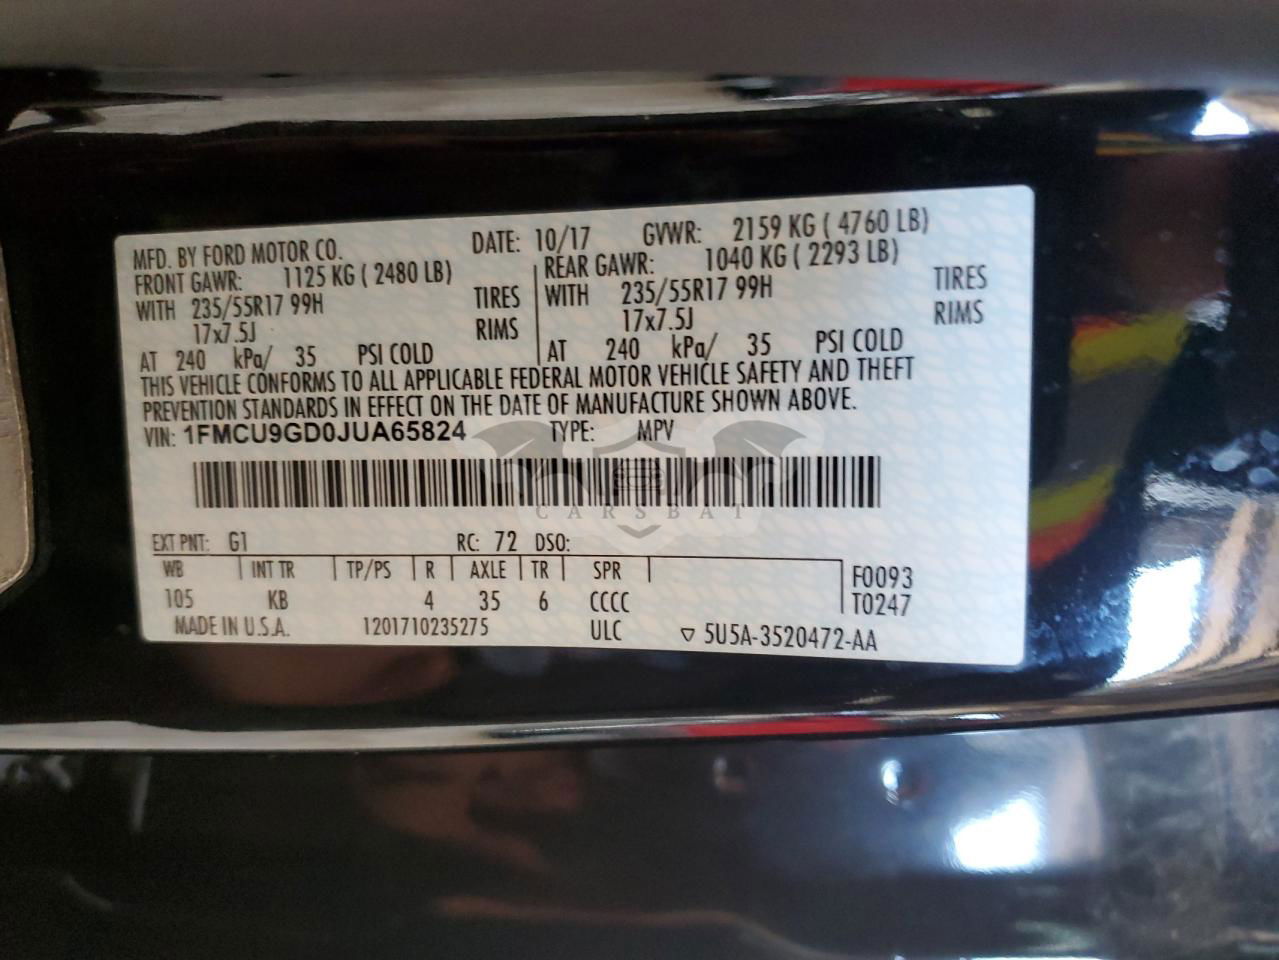 MFD. BY FORD MOTOR CO. DATE: 10/17 GVWR: 2159 KG ( 4760 LB)
FRONT GAWR: 1125 KG ( 2480 LB) REAR GAWR: 1040 KG ( 2293 LB)
WITH 235/55R17 99H TIRES WITH 235/55R17 99H TIRES
17x7.5J RIMS 17x7.5J RIMS
AT 240 kPa/ 35 PSI COLD AT 240 kPa/ 35 PSI COLD
THIS VEHICLE CONFORMS TO ALL APPLICABLE FEDERAL MOTOR VEHICLE SAFETY AND THEFT
PREVENTION STANDARDS IN EFFECT ON THE DATE OF MANUFACTURE SHOWN ABOVE.
VIN: 1FMCU9GD0JUA65824 TYPE: MPV
CARSBAT
EXT PNT: G1 RC: 72 DSO:
WB INT TR TP/PS R AXLE TR SPR F0093
105 KB 4 35 6 CCCC T0247
MADE IN U.S.A. 1201710235275 ULC ▽ 5U5A-3520472-AA